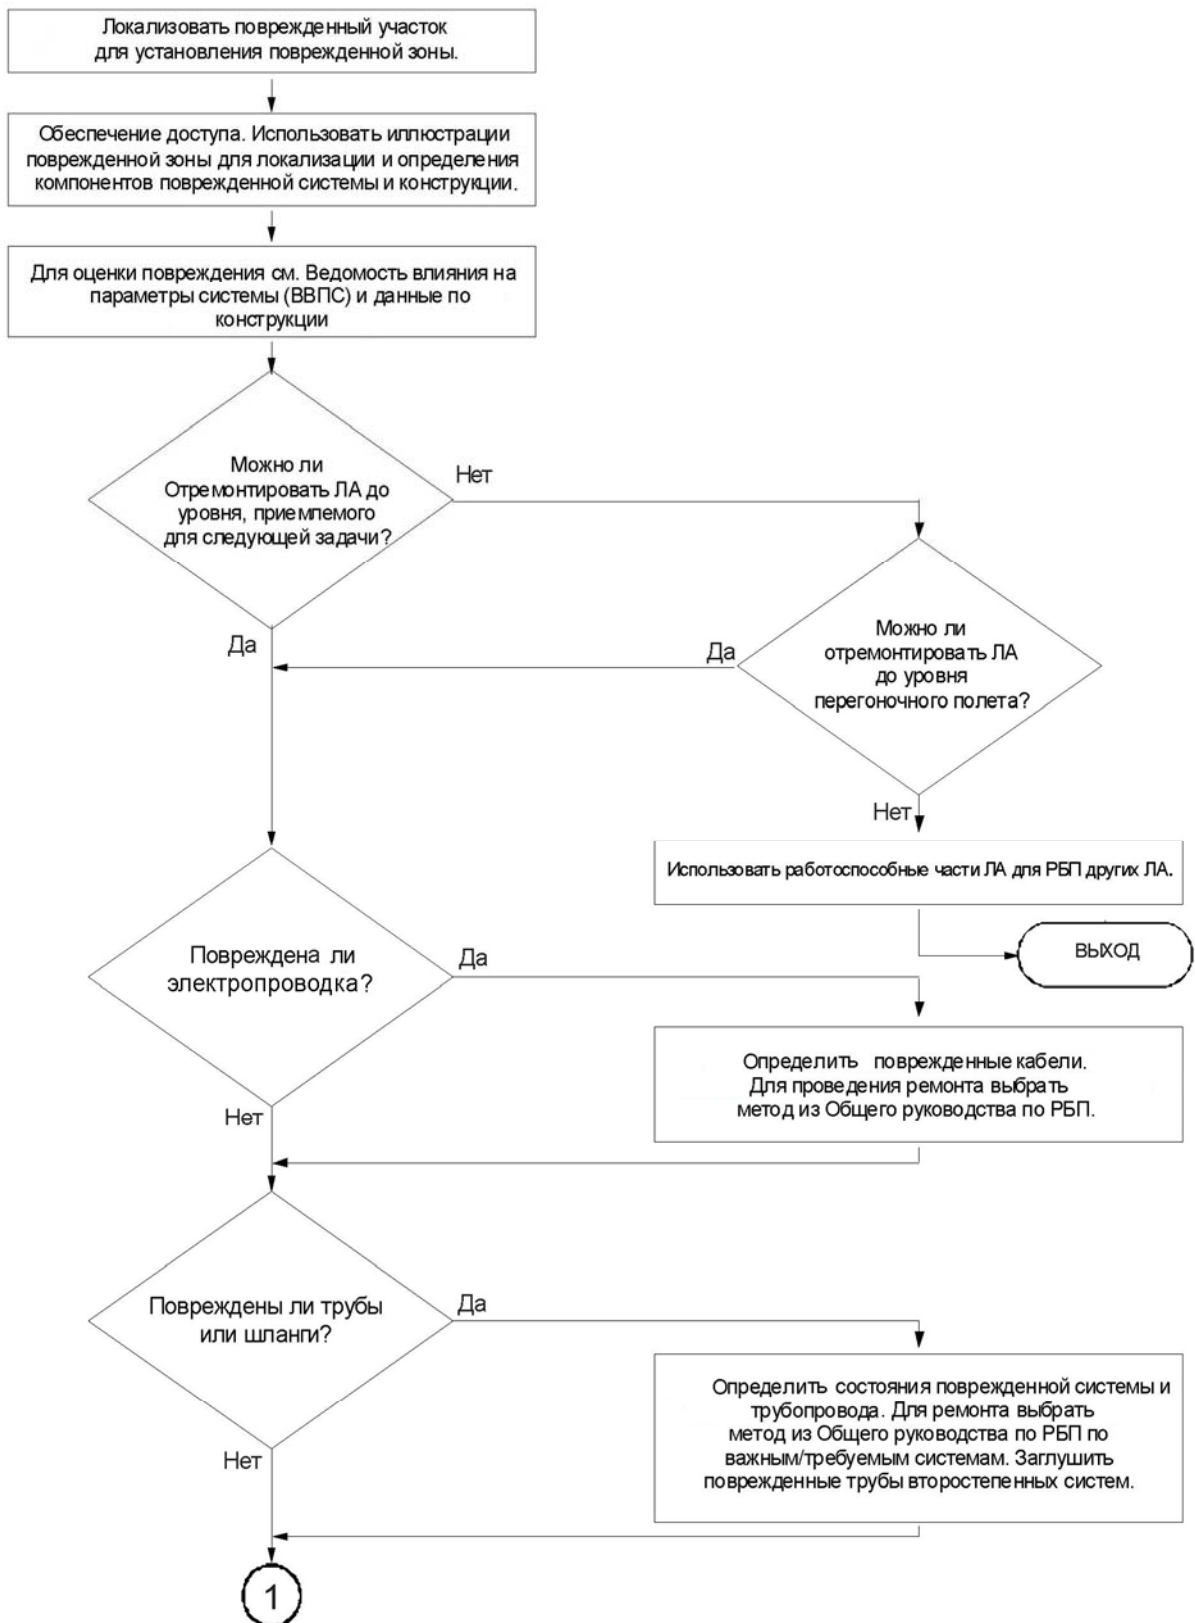 Локализовать поврежденный участок
для установления поврежденной зоны.
Обеспечение доступа. Использовать иллюстрации
поврежденной зоны для локализации и определения
компонентов поврежденной системы и конструкции.
Для оценки повреждения см. Ведомость влияния на
параметры системы (ВВПС) и данные по
конструкции
Можно ли
Отремонтировать ЛА до
уровня, приемлемого
для следующей задачи?
Нет
Да
Можно ли
отремонтировать ЛА
до уровня
перегоночного полета?
Да
Нет
Использовать работоспособные части ЛА для РБП других ЛА.
ВЫХОД
Повреждена ли
электропроводка?
Да
Определить поврежденные кабели.
Для проведения ремонта выбрать
метод из Общего руководства по РБП.
Нет
Повреждены ли трубы
или шланги?
Да
Определить состояния поврежденной системы и
трубопровода. Для ремонта выбрать
метод из Общего руководства по РБП по
важным/требуемым системам. Заглушить
поврежденные трубы второстепенных систем.
Нет
1